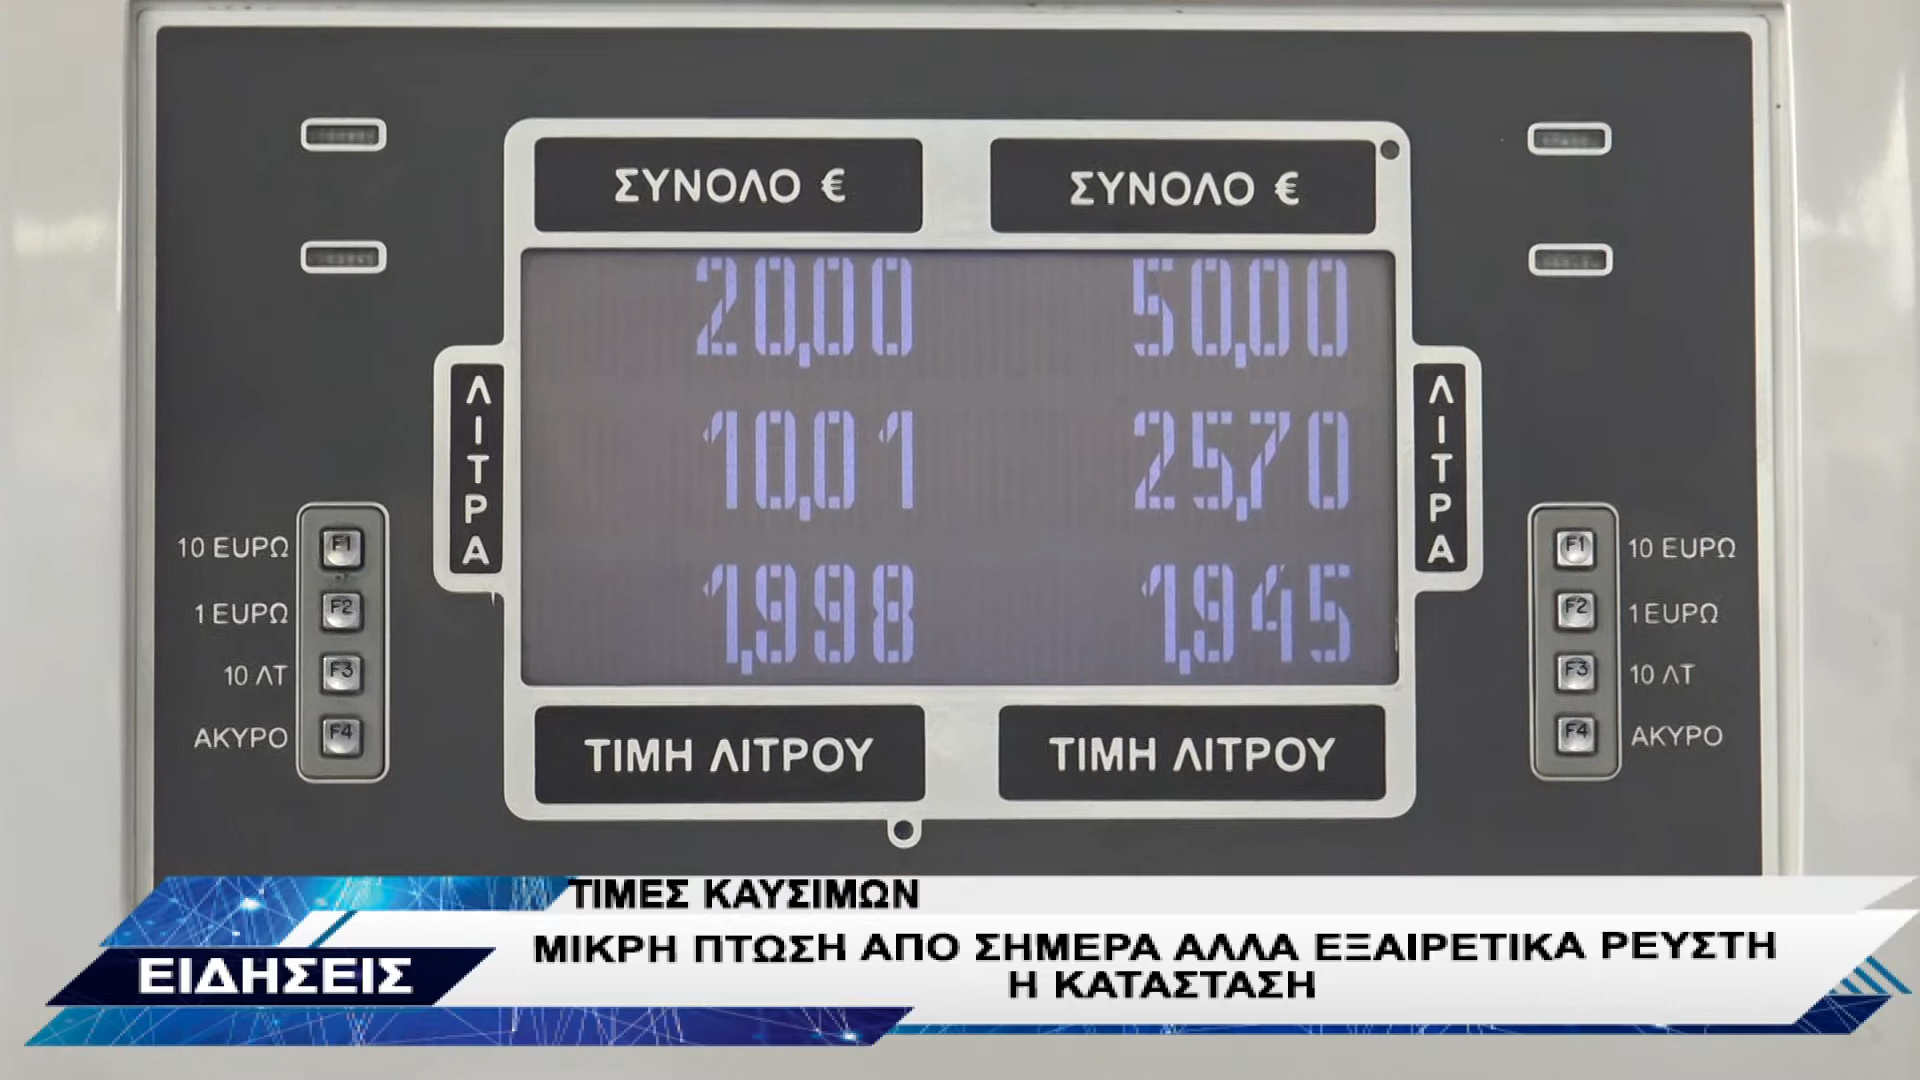 ΣΥΝΟΛΟ €
ΣΥΝΟΛΟ €
20,00
50,00
ΛΙΤΡΑ
10,01
25,70
ΛΙΤΡΑ
1,998
1,945
ΤΙΜΗ ΛΙΤΡΟΥ
ΤΙΜΗ ΛΙΤΡΟΥ
10 ΕΥΡΩ F1
1 ΕΥΡΩ F2
10 ΛΤ F3
ΑΚΥΡΟ F4
F1 10 ΕΥΡΩ
F2 1 ΕΥΡΩ
F3 10 ΛΤ
F4 ΑΚΥΡΟ
ΤΙΜΕΣ ΚΑΥΣΙΜΩΝ
ΕΙΔΗΣΕΙΣ
ΜΙΚΡΗ ΠΤΩΣΗ ΑΠΟ ΣΗΜΕΡΑ ΑΛΛΑ ΕΞΑΙΡΕΤΙΚΑ ΡΕΥΣΤΗ
Η ΚΑΤΑΣΤΑΣΗ